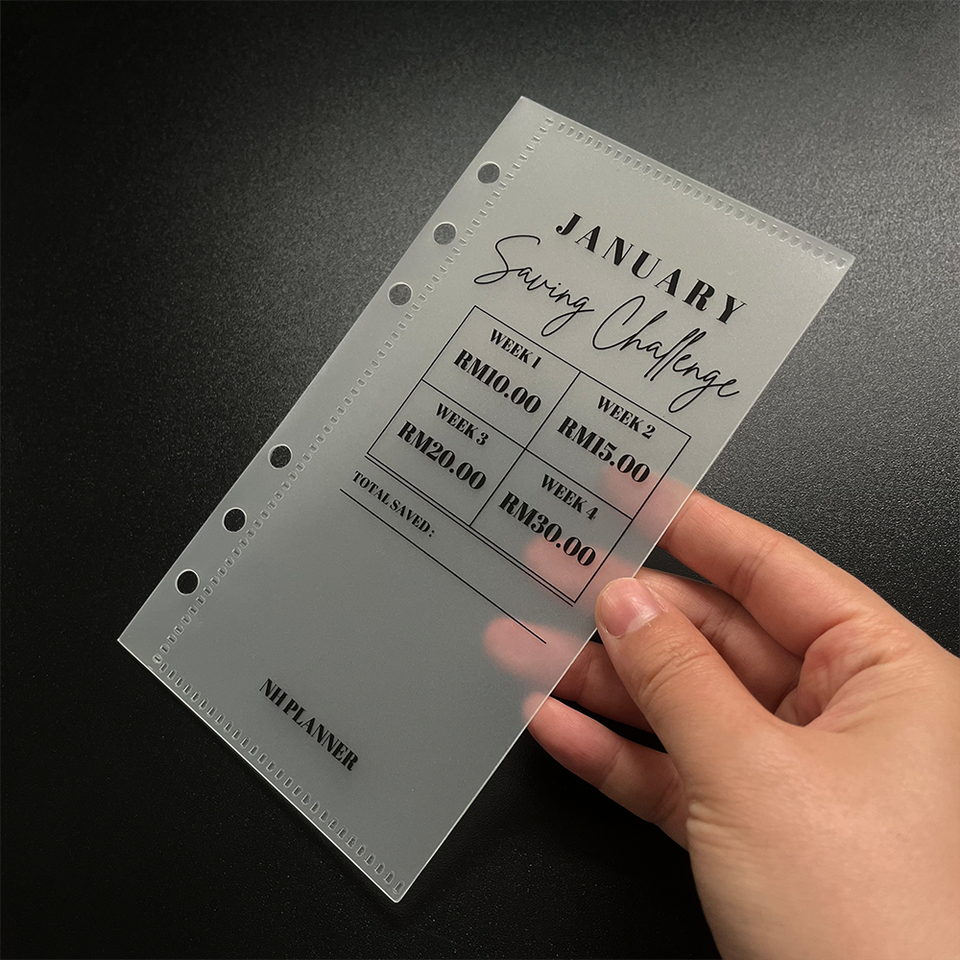 JANUARY
Saving Challenge
WEEK 1
RM10.00
WEEK 2
RM15.00
WEEK 3
RM20.00
WEEK 4
RM30.00
TOTAL SAVED :
NH PLANNER